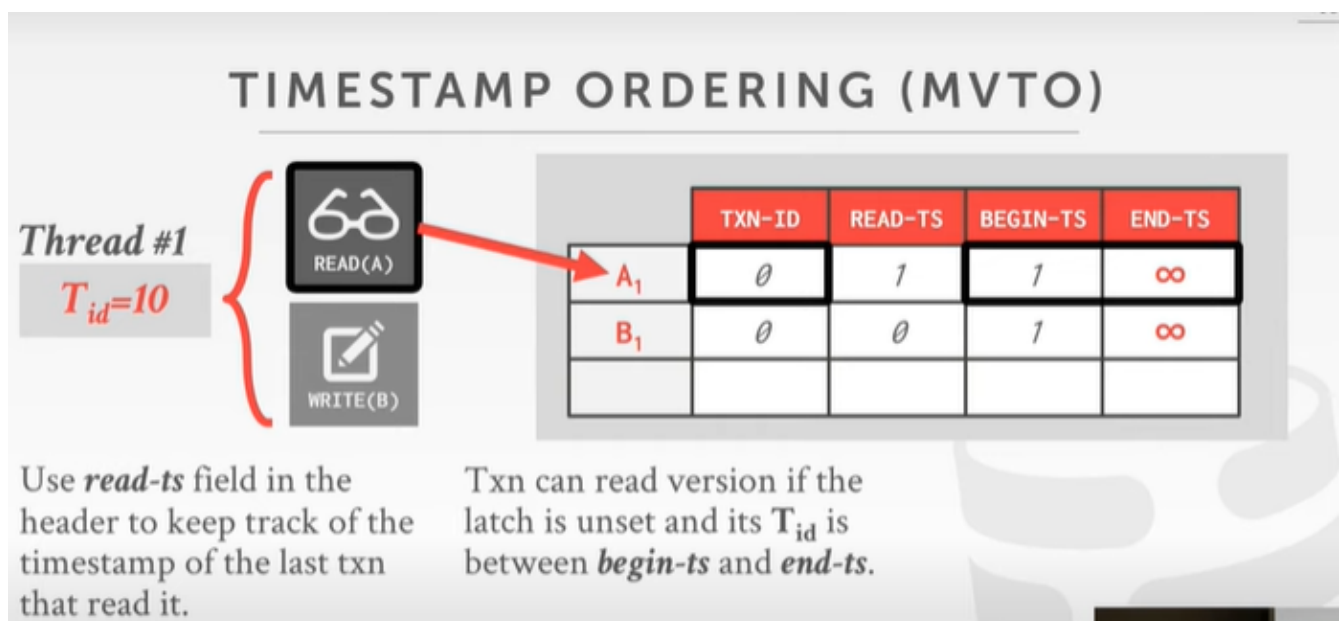 TIMESTAMP ORDERING (MVTO)
Thread #1
T_id=10
READ(A)
WRITE(B)
TXN-ID READ-TS BEGIN-TS END-TS
A₁ 0 1 1 ∞
B₁ 0 0 1 ∞
Use read-ts field in the
header to keep track of the
timestamp of the last txn
that read it.
Txn can read version if the
latch is unset and its T_id is
between begin-ts and end-ts.